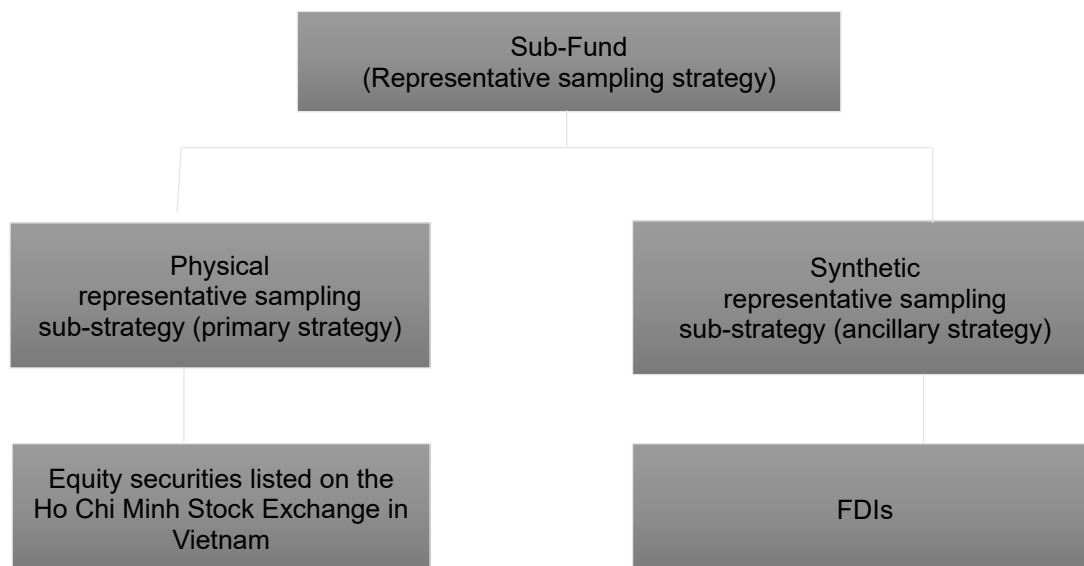 Sub-Fund
(Representative sampling strategy)
Physical
representative sampling
sub-strategy (primary strategy)
Synthetic
representative sampling
sub-strategy (ancillary strategy)
Equity securities listed on the
Ho Chi Minh Stock Exchange in
Vietnam
FDIs